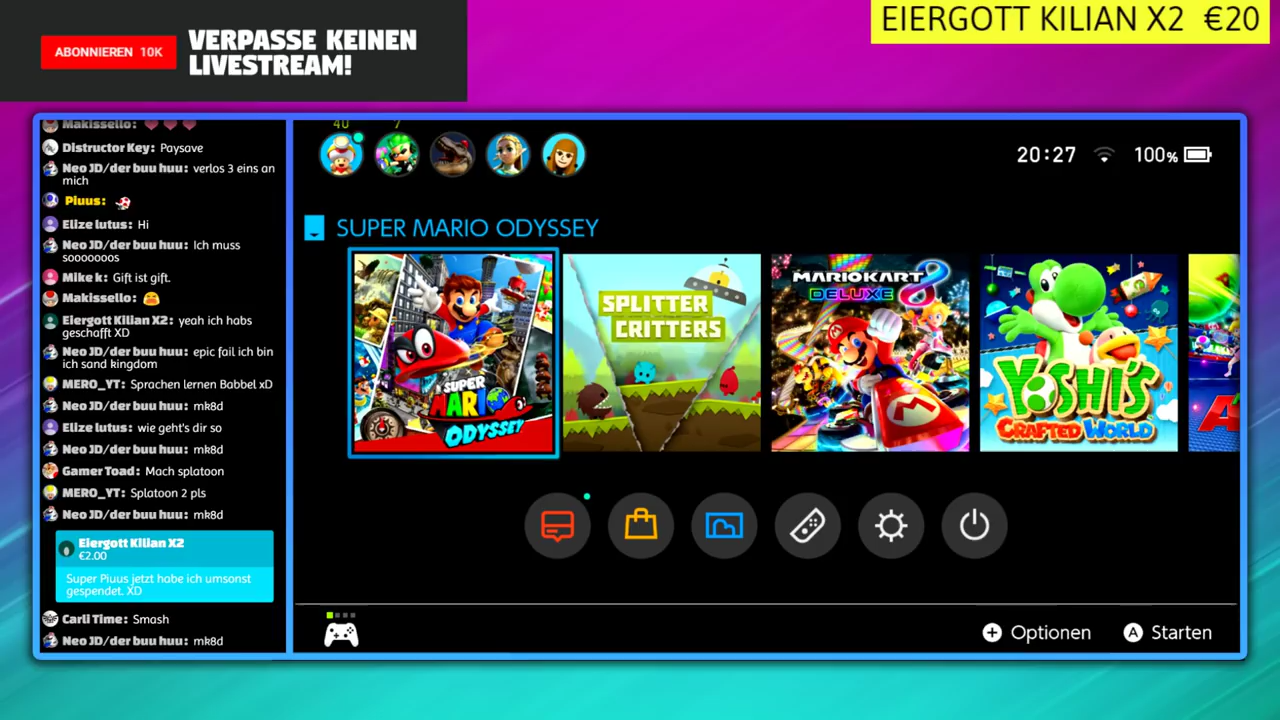 ABONNIEREN 10K
VERPASSE KEINEN
LIVESTREAM!
EIERGOTT KILIAN X2 €20
Makissello:
Distructor Key: Paysave
Neo JD/der buu huu: verlos 3 eins an
mich
Piuus:
Elize lutus: Hi
Neo JD/der buu huu: Ich muss
sooooooos
Mike k: Gift ist gift.
Makissello:
Eiergott Kilian X2: yeah ich habs
geschafft XD
Neo JD/der buu huu: epic fail ich bin
ich sand kingdom
MERO_YT: Sprachen lernen Babbel xD
Neo JD/der buu huu: mk8d
Elize lutus: wie geht's dir so
Neo JD/der buu huu: mk8d
Gamer Toad: Mach splatoon
MERO_YT: Splatoon 2 pls
Neo JD/der buu huu: mk8d
Eiergott Kilian X2
€2.00
Super Piuus jetzt habe ich umsonst
gespendet. XD
Carli Time: Smash
Neo JD/der buu huu: mk8d
20:27
100%
SUPER MARIO ODYSSEY
SUPER
MARIO
ODYSSEY
SPLITTER
CRITTERS
MARIOKART 8
DELUXE
YOSHI'S
CRAFTED WORLD
Optionen
Starten